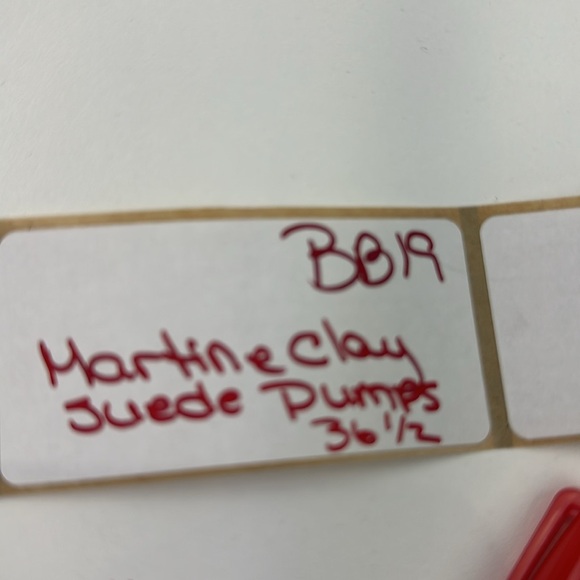 BB19
Martine Clay
Suede Pumps
36 1/2